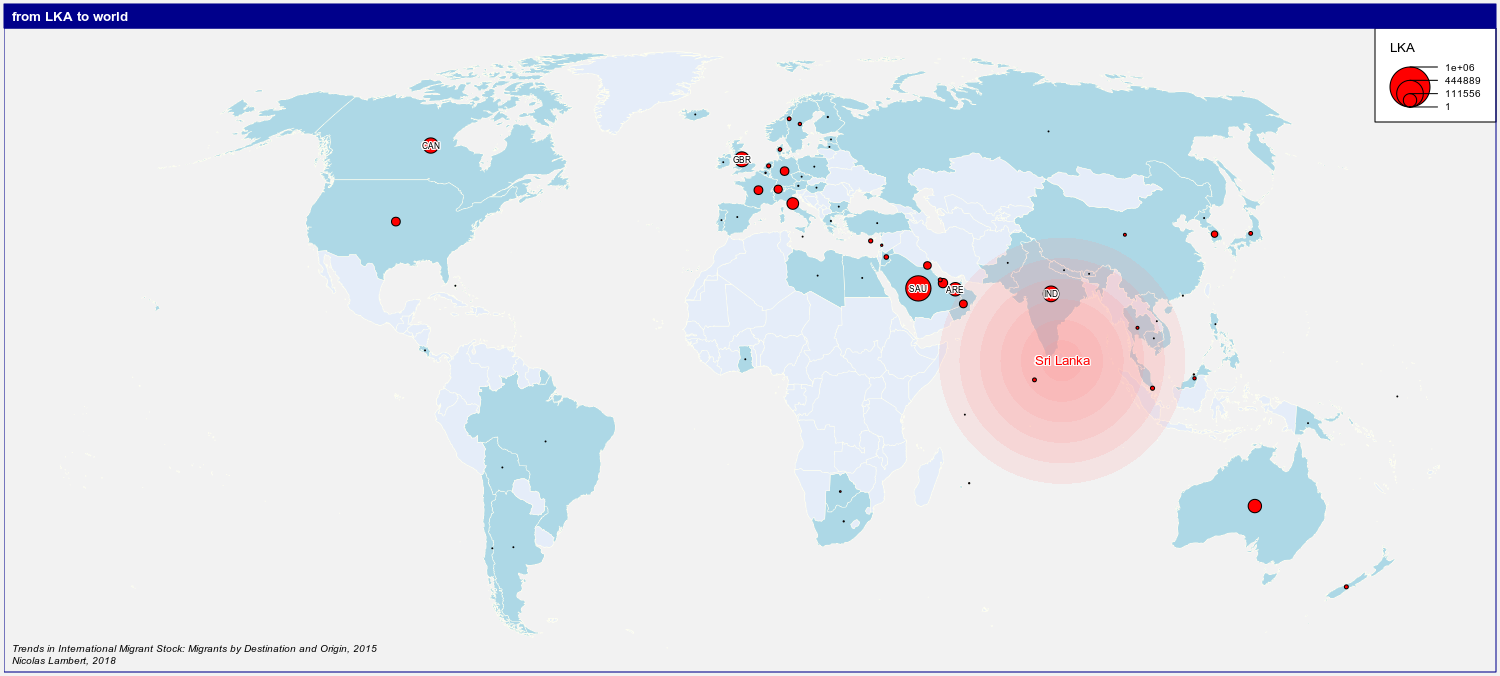 from LKA to world
LKA
1e+06
444889
111556
1
CAN
GBR
SAU
ARE
IND
Sri Lanka
Trends in International Migrant Stock: Migrants by Destination and Origin, 2015
Nicolas Lambert, 2018